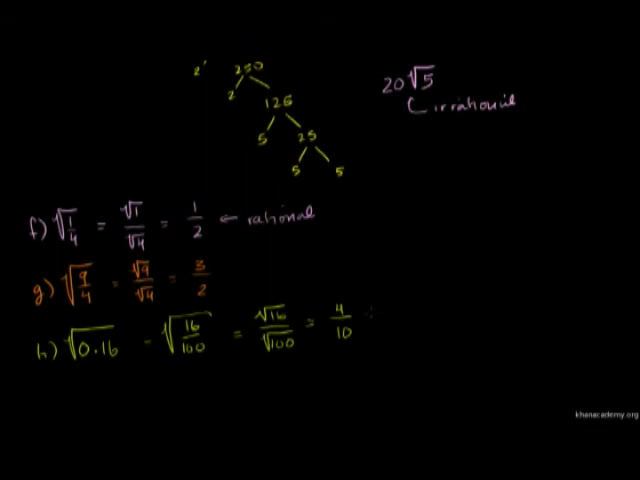 2'
250
20√5
2
125
irrational
5
25
5
5
f) √(1/4) = √1/√4 = 1/2 ← rational
g) √(9/4) = √9/√4 = 3/2
h) √0.16 = √(16/100) = √16/√100 = 4/10
khanacademy.org